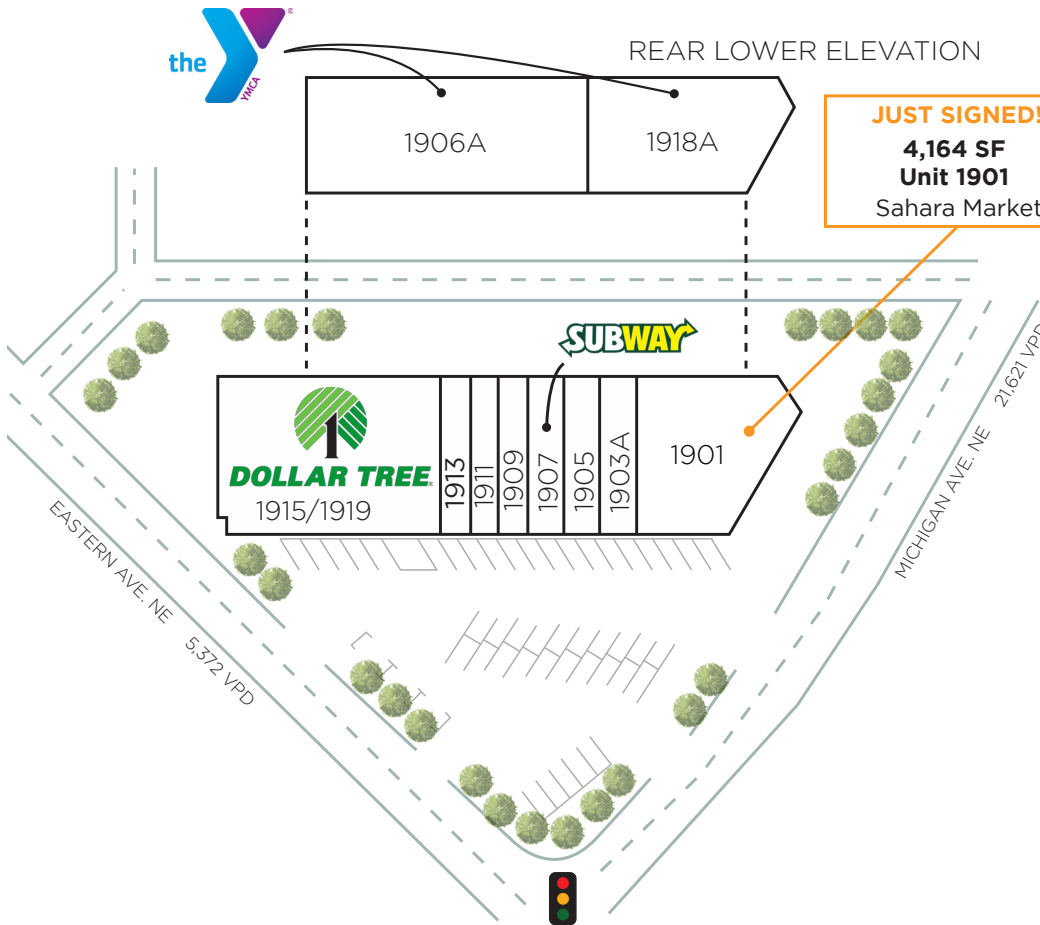 the
YMCA
®
REAR LOWER ELEVATION
1906A
1918A
JUST SIGNED!
4,164 SF
Unit 1901
Sahara Market
SUBWAY
DOLLAR TREE®
1915/1919
1913
1911
1909
1907
1905
1903A
1901
EASTERN AVE. NE 5,372 VPD
MICHIGAN AVE. NE 21,621 VPD